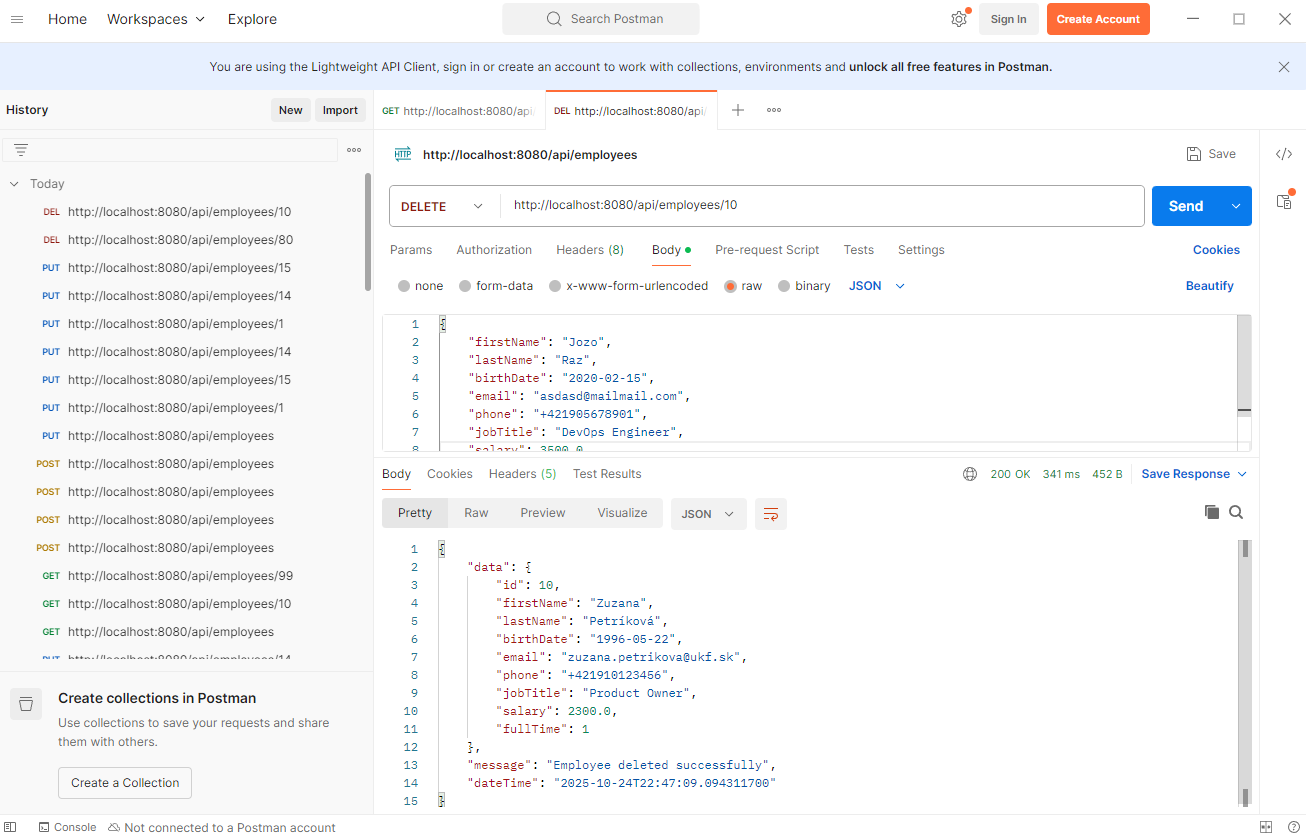 Home Workspaces Explore Search Postman Sign In Create Account
You are using the Lightweight API Client, sign in or create an account to work with collections, environments and unlock all free features in Postman.
History New Import
GET http://localhost:8080/api/ DEL http://localhost:8080/api/
HTTP http://localhost:8080/api/employees Save
Today
DEL http://localhost:8080/api/employees/10
DEL http://localhost:8080/api/employees/80
PUT http://localhost:8080/api/employees/15
PUT http://localhost:8080/api/employees/14
PUT http://localhost:8080/api/employees/1
PUT http://localhost:8080/api/employees/14
PUT http://localhost:8080/api/employees/15
PUT http://localhost:8080/api/employees/1
PUT http://localhost:8080/api/employees
POST http://localhost:8080/api/employees
POST http://localhost:8080/api/employees
POST http://localhost:8080/api/employees
POST http://localhost:8080/api/employees
GET http://localhost:8080/api/employees/99
GET http://localhost:8080/api/employees/10
GET http://localhost:8080/api/employees
PUT http://localhost:8080/api/employees/14
Create collections in Postman
Use collections to save your requests and share
them with others.
Create a Collection
DELETE http://localhost:8080/api/employees/10 Send
Params Authorization Headers (8) Body Pre-request Script Tests Settings Cookies
none form-data x-www-form-urlencoded raw binary JSON Beautify
1 {
2 "firstName": "Jozo",
3 "lastName": "Raz",
4 "birthDate": "2020-02-15",
5 "email": "asdasd@mailmail.com",
6 "phone": "+421905678901",
7 "jobTitle": "DevOps Engineer",
8 "salary": 3500.0
Body Cookies Headers (5) Test Results 200 OK 341 ms 452 B Save Response
Pretty Raw Preview Visualize JSON
1 {
2 "data": {
3 "id": 10,
4 "firstName": "Zuzana",
5 "lastName": "Petríková",
6 "birthDate": "1996-05-22",
7 "email": "zuzana.petrikova@ukf.sk",
8 "phone": "+421910123456",
9 "jobTitle": "Product Owner",
10 "salary": 2300.0,
11 "fullTime": 1
12 },
13 "message": "Employee deleted successfully",
14 "dateTime": "2025-10-24T22:47:09.094311700"
15 }
Console Not connected to a Postman account